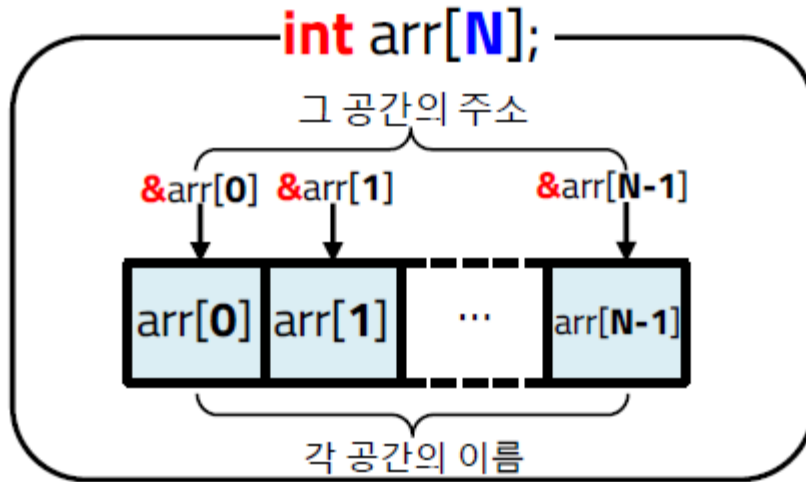 int arr[N];
그 공간의 주소
&arr[0] &arr[1] &arr[N-1]
arr[0] arr[1] ... arr[N-1]
각 공간의 이름